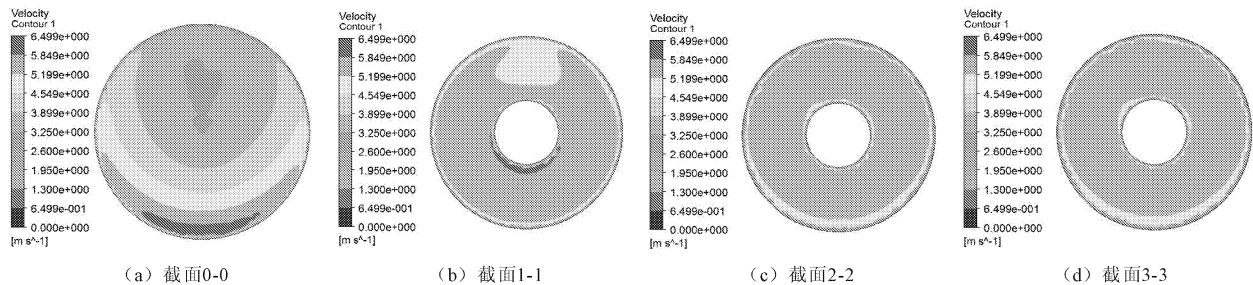 Velocity
Contour 1
6.499e+000
5.849e+000
5.199e+000
4.549e+000
3.899e+000
3.250e+000
2.600e+000
1.950e+000
1.300e+000
6.499e-001
0.000e+000
[m s^-1]
(a) 截面0-0
Velocity
Contour 1
6.499e+000
5.849e+000
5.199e+000
4.549e+000
3.899e+000
3.250e+000
2.600e+000
1.950e+000
1.300e+000
6.499e-001
0.000e+000
[m s^-1]
(b) 截面1-1
Velocity
Contour 1
6.499e+000
5.849e+000
5.199e+000
4.549e+000
3.899e+000
3.250e+000
2.600e+000
1.950e+000
1.300e+000
6.499e-001
0.000e+000
[m s^-1]
(c) 截面2-2
Velocity
Contour 1
6.499e+000
5.849e+000
5.199e+000
4.549e+000
3.899e+000
3.250e+000
2.600e+000
1.950e+000
1.300e+000
6.499e-001
0.000e+000
[m s^-1]
(d) 截面3-3